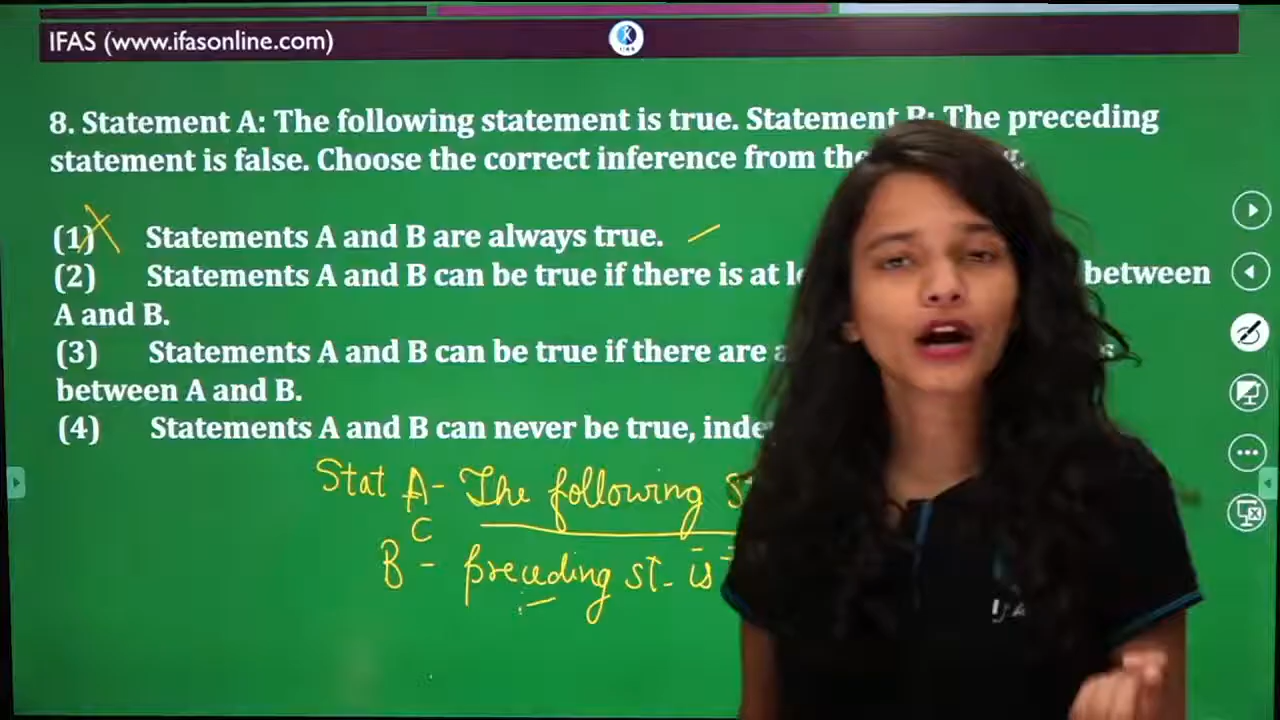 IFAS (www.ifasonline.com)
8. Statement A: The following statement is true. Statement B: The preceding
statement is false. Choose the correct inference from the
(1) Statements A and B are always true.
(2) Statements A and B can be true if there is at between
A and B.
(3) Statements A and B can be true if there are
between A and B.
(4) Statements A and B can never be true,
Stat A- The following
C
B - preceding st. is